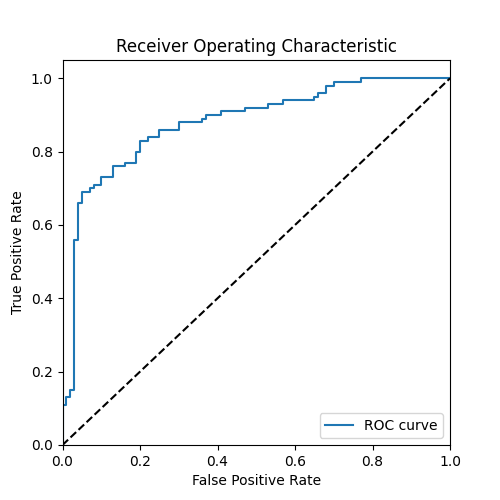 Receiver Operating Characteristic
1.0
0.8
0.6
0.4
0.2
0.0
True Positive Rate
ROC curve
0.0 0.2 0.4 0.6 0.8 1.0
False Positive Rate